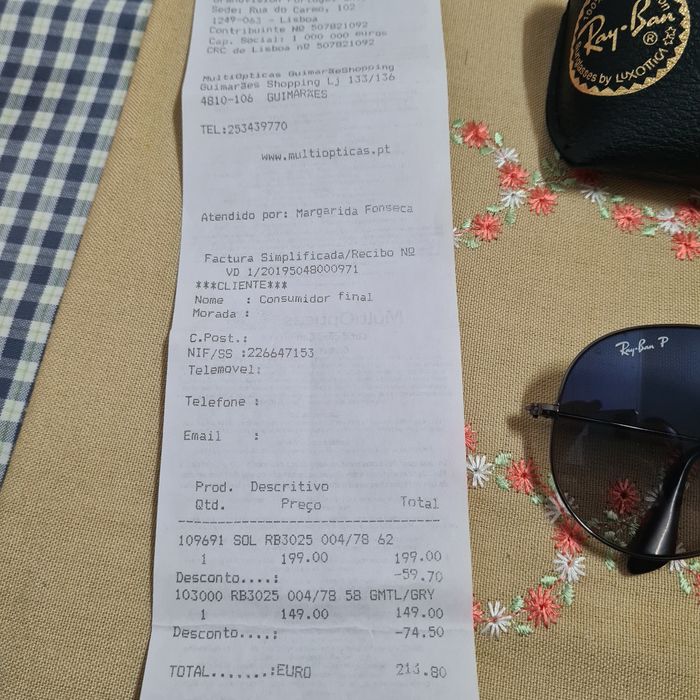 Sede: Rua do Carmo, 102
1249-063 - Lisboa
Contribuinte Nº 507821092
Cap. Social: 1 000 000 euros
CRC de Lisboa nº 507821092
MultiOpticas GuimarãeShopping
Guimarães Shopping Lj 133/136
4810-106 GUIMARÃES
TEL:253439770
www.multiopticas.pt
Atendido por: Margarida Fonseca
Factura Simplificada/Recibo Nº
VD 1/20195048000971
***CLIENTE***
Nome : Consumidor final
Morada :
C.Post.:
NIF/SS :226647153
Telemovel:
Telefone :
Email :
Prod. Descritivo
Qtd. Preço Total
109691 SOL RB3025 004/78 62
1 199.00 199.00
Desconto....: -59.70
103000 RB3025 004/78 58 GMTL/GRY
1 149.00 149.00
Desconto....: -74.50
TOTAL.......:EURO 213.80
Ray-Ban ®
Sunglasses by LUXOTTICA
Ray-Ban P